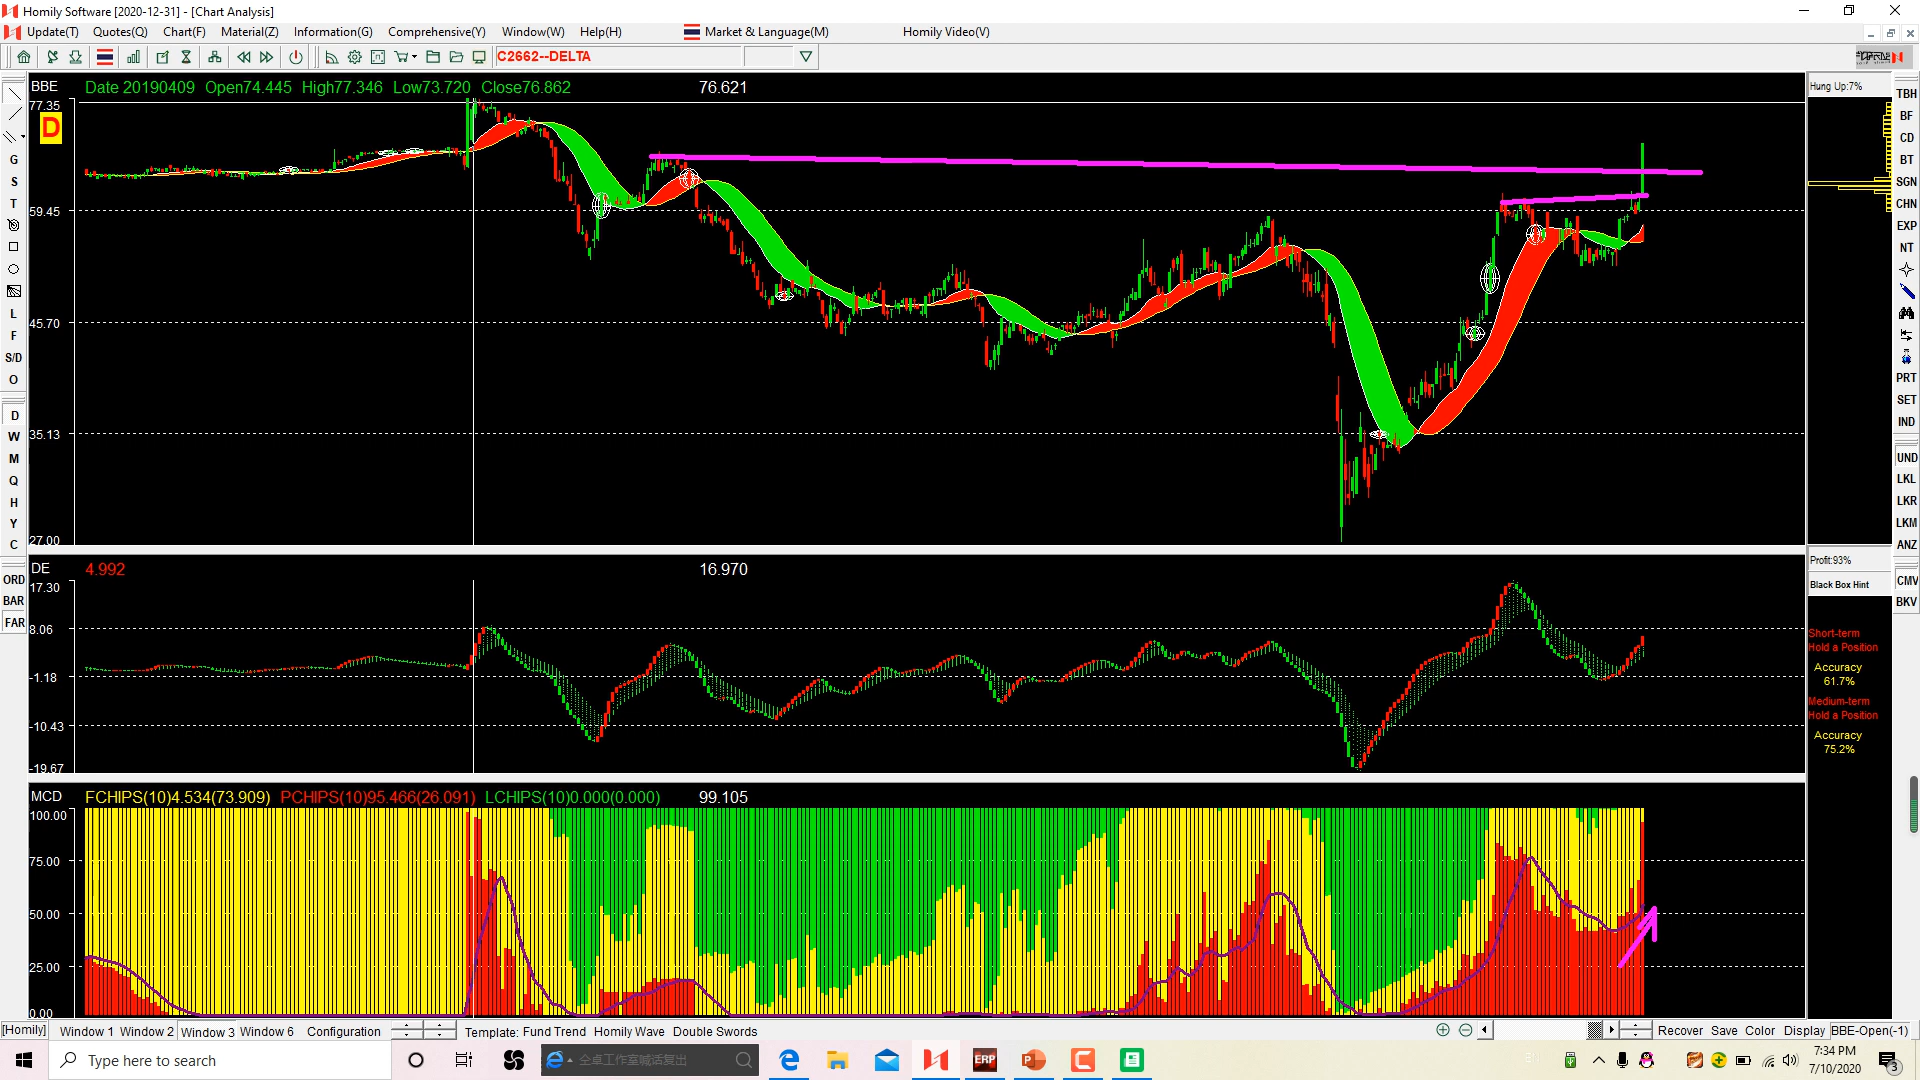 Homily Software [2020-12-31] - [Chart Analysis]
Update(T) Quotes(Q) Chart(F) Material(Z) Information(G) Comprehensive(Y) Window(W) Help(H) Market & Language(M) Homily Video(V)
C2662--DELTA
BBE Date 20190409 Open74.445 High77.346 Low73.720 Close76.862 76.621
77.35
D
59.45
45.70
35.13
27.00
Hung Up:7%
DE 4.992 16.970
17.30
8.06
-1.18
-10.43
-19.67
Profit:93%
Black Box Hint
Short-term
Hold a Position
Accuracy
61.7%
Medium-term
Hold a Position
Accuracy
75.2%
MCD FCHIPS(10)4.534(73.909) PCHIPS(10)95.466(26.091) LCHIPS(10)0.000(0.000) 99.105
100.00
75.00
50.00
25.00
0.00
G
S
T
L
F
S/D
O
D
W
M
Q
H
Y
C
ORD
BAR
FAR
TBH
BF
CD
BT
SGN
CHN
EXP
NT
PRT
SET
IND
UND
LKL
LKR
LKM
ANZ
CMV
BKV
[Homily] Window 1 Window 2 Window 3 Window 6 Configuration Template: Fund Trend Homily Wave Double Swords Recover Save Color Display BBE-Open(-1)
Type here to search
ERP
7:34 PM
7/10/2020
3